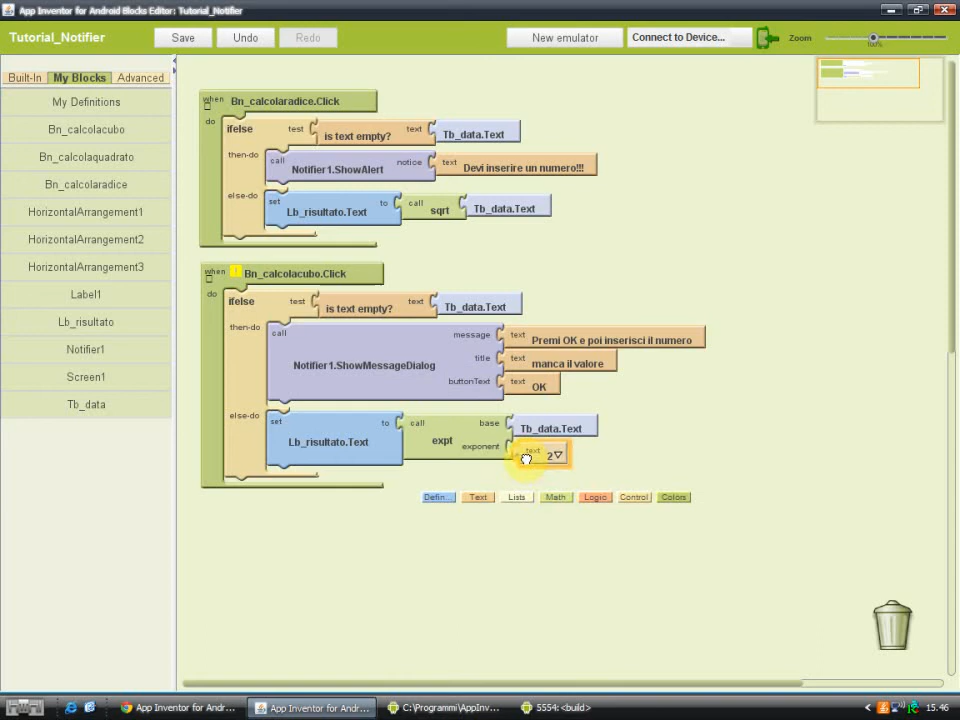 App Inventor for Android Blocks Editor: Tutorial_Notifier
Tutorial_Notifier
Save
Undo
Redo
New emulator
Connect to Device...
Zoom
100%
Built-In
My Blocks
Advanced
My Definitions
Bn_calcolacubo
Bn_calcolaquadrato
Bn_calcolaradice
HorizontalArrangement1
HorizontalArrangement2
HorizontalArrangement3
Label1
Lb_risultato
Notifier1
Screen1
Tb_data
when Bn_calcolaradice.Click
do ifelse test is text empty? text Tb_data.Text
then-do call Notifier1.ShowAlert notice text Devi inserire un numero!!!
else-do set Lb_risultato.Text to call sqrt Tb_data.Text
when ! Bn_calcolacubo.Click
do ifelse test is text empty? text Tb_data.Text
then-do call Notifier1.ShowMessageDialog message text Premi OK e poi inserisci il numero
title text manca il valore
buttonText text OK
else-do set Lb_risultato.Text to call expt base Tb_data.Text
exponent text 2
Defin...
Text
Lists
Math
Logic
Control
Colors
App Inventor for Andr...
App Inventor for Andr...
C:\Programmi\AppInv...
5554:<build>
15.46